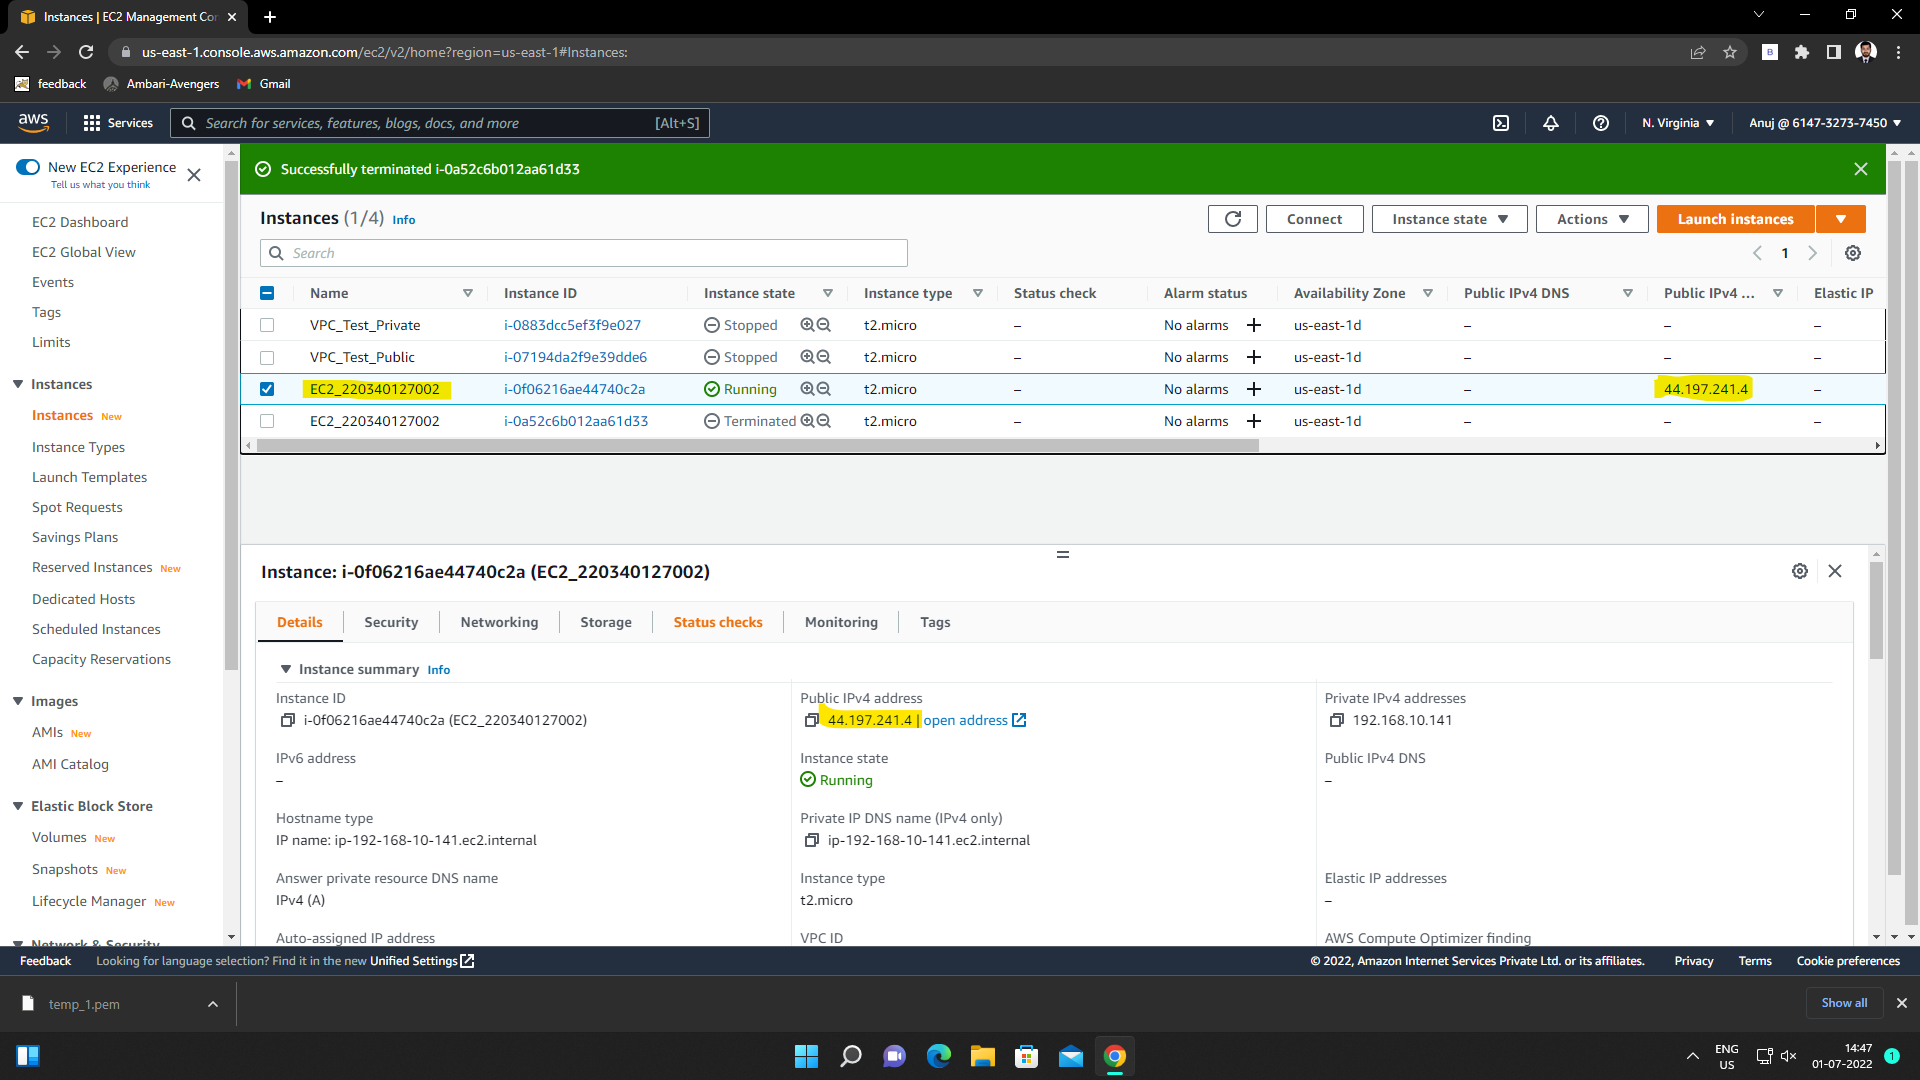 Instances | EC2 Management Con
us-east-1.console.aws.amazon.com/ec2/v2/home?region=us-east-1#Instances:
feedback Ambari-Avengers Gmail
aws Services Search for services, features, blogs, docs, and more [Alt+S] N. Virginia Anuj @ 6147-3273-7450
New EC2 Experience
Tell us what you think
EC2 Dashboard
EC2 Global View
Events
Tags
Limits
Instances
Instances New
Instance Types
Launch Templates
Spot Requests
Savings Plans
Reserved Instances New
Dedicated Hosts
Scheduled Instances
Capacity Reservations
Images
AMIs New
AMI Catalog
Elastic Block Store
Volumes New
Snapshots New
Lifecycle Manager New
Network & Security
Successfully terminated i-0a52c6b012aa61d33
Instances (1/4) Info Connect Instance state Actions Launch instances
Search 1
Name Instance ID Instance state Instance type Status check Alarm status Availability Zone Public IPv4 DNS Public IPv4 ... Elastic IP
VPC_Test_Private i-0883dcc5ef3f9e027 Stopped t2.micro – No alarms + us-east-1d – – –
VPC_Test_Public i-07194da2f9e39dde6 Stopped t2.micro – No alarms + us-east-1d – – –
EC2_220340127002 i-0f06216ae44740c2a Running t2.micro – No alarms + us-east-1d – 44.197.241.4 –
EC2_220340127002 i-0a52c6b012aa61d33 Terminated t2.micro – No alarms + us-east-1d – – –
Instance: i-0f06216ae44740c2a (EC2_220340127002)
Details Security Networking Storage Status checks Monitoring Tags
Instance summary Info
Instance ID Public IPv4 address Private IPv4 addresses
i-0f06216ae44740c2a (EC2_220340127002) 44.197.241.4 | open address 192.168.10.141
IPv6 address Instance state Public IPv4 DNS
– Running –
Hostname type Private IP DNS name (IPv4 only)
IP name: ip-192-168-10-141.ec2.internal ip-192-168-10-141.ec2.internal
Answer private resource DNS name Instance type Elastic IP addresses
IPv4 (A) t2.micro –
Auto-assigned IP address VPC ID AWS Compute Optimizer finding
Feedback Looking for language selection? Find it in the new Unified Settings © 2022, Amazon Internet Services Private Ltd. or its affiliates. Privacy Terms Cookie preferences
temp_1.pem Show all
ENG 14:47
US 01-07-2022 1